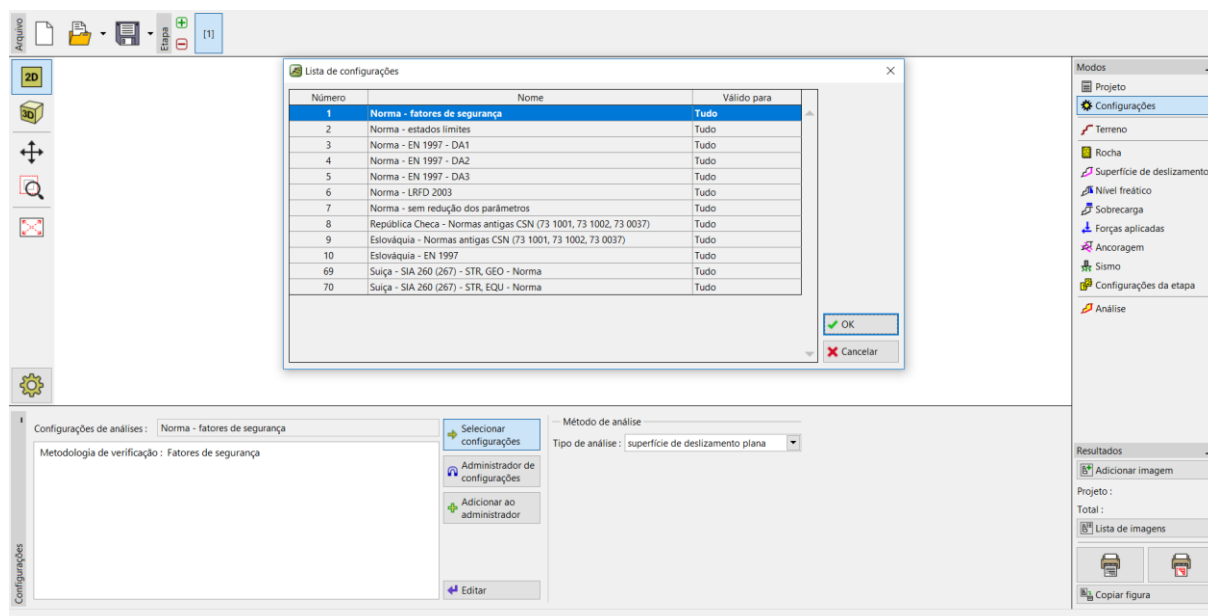 Arquivo
Etapa
[1]
2D
3D
Lista de configurações
Número Nome Válido para
1 Norma - fatores de segurança Tudo
2 Norma - estados limites Tudo
3 Norma - EN 1997 - DA1 Tudo
4 Norma - EN 1997 - DA2 Tudo
5 Norma - EN 1997 - DA3 Tudo
6 Norma - LRFD 2003 Tudo
7 Norma - sem redução dos parâmetros Tudo
8 República Checa - Normas antigas CSN (73 1001, 73 1002, 73 0037) Tudo
9 Eslováquia - Normas antigas CSN (73 1001, 73 1002, 73 0037) Tudo
10 Eslováquia - EN 1997 Tudo
69 Suiça - SIA 260 (267) - STR, GEO - Norma Tudo
70 Suiça - SIA 260 (267) - STR, EQU - Norma Tudo
OK
Cancelar
Modos
Projeto
Configurações
Terreno
Rocha
Superfície de deslizamento
Nível freático
Sobrecarga
Forças aplicadas
Ancoragem
Sismo
Configurações da etapa
Análise
Configurações
Configurações de análises : Norma - fatores de segurança
Metodologia de verificação : Fatores de segurança
Selecionar
configurações
Administrador de
configurações
Adicionar ao
administrador
Editar
Método de análise
Tipo de análise : superfície de deslizamento plana
Resultados
Adicionar imagem
Projeto :
Total :
Lista de imagens
Copiar figura